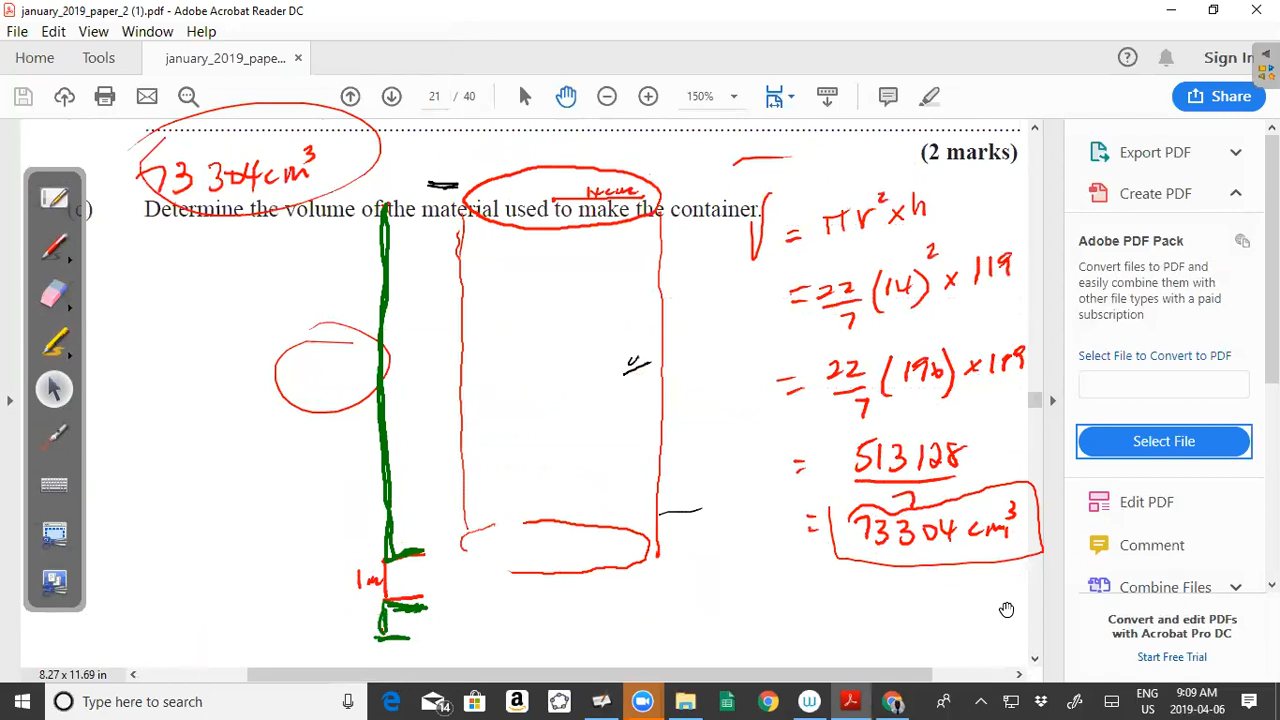 january_2019_paper_2 (1).pdf - Adobe Acrobat Reader DC
File Edit View Window Help
Home Tools january_2019_pape... × Sign In
21 / 40 150% Share
73304cm³
(2 marks)
(c) Determine the volume of the material used to make the container.
14cm
V = πr² × h
= 22/7 (14)² × 119
= 22/7 (196) × 119
= 513128/7
= 73304 cm³
1m
8.27 x 11.69 in
Export PDF
Create PDF
Adobe PDF Pack
Convert files to PDF and
easily combine them with
other file types with a paid
subscription
Select File to Convert to PDF
Select File
Edit PDF
Comment
Combine Files
Convert and edit PDFs
with Acrobat Pro DC
Start Free Trial
Type here to search
14
ENG
US
9:09 AM
2019-04-06